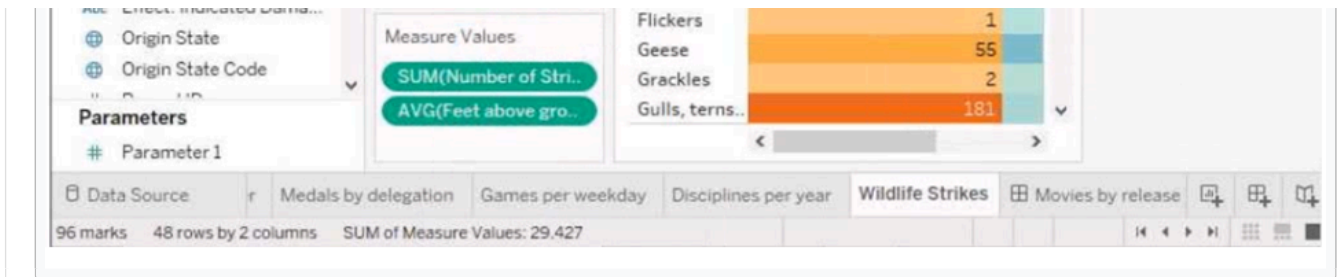 Origin State
Origin State Code
Parameters
# Parameter 1
Measure Values
SUM(Number of Stri..
AVG(Feet above gro..
Flickers 1
Geese 55
Grackles 2
Gulls, terns.. 181
Data Source r Medals by delegation Games per weekday Disciplines per year Wildlife Strikes Movies by release
96 marks 48 rows by 2 columns SUM of Measure Values: 29.427